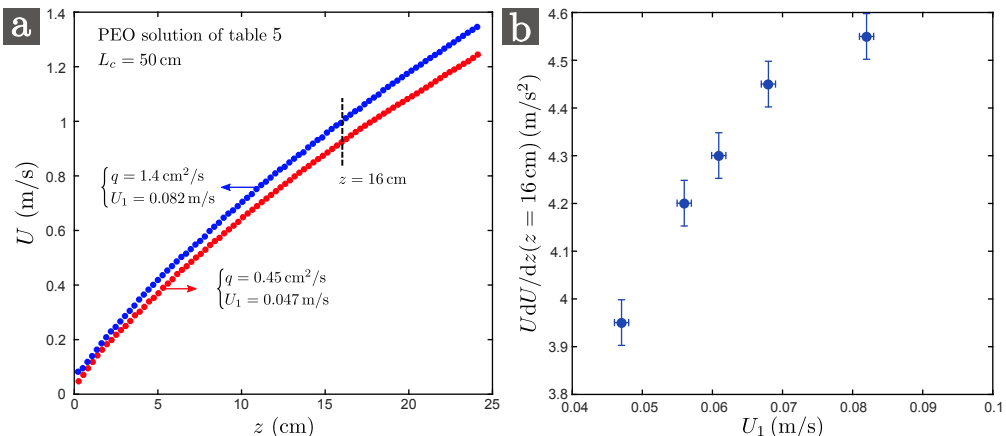 a
PEO solution of table 5
L_c = 50 cm
q = 1.4 cm²/s
U₁ = 0.082 m/s
z = 16 cm
q = 0.45 cm²/s
U₁ = 0.047 m/s
U (m/s)
0
0.2
0.4
0.6
0.8
1
1.2
1.4
0
5
10
15
20
25
z (cm)
b
UdU/dz(z = 16 cm) (m/s²)
3.8
3.9
4
4.1
4.2
4.3
4.4
4.5
4.6
0.04
0.05
0.06
0.07
0.08
0.09
0.1
U₁ (m/s)